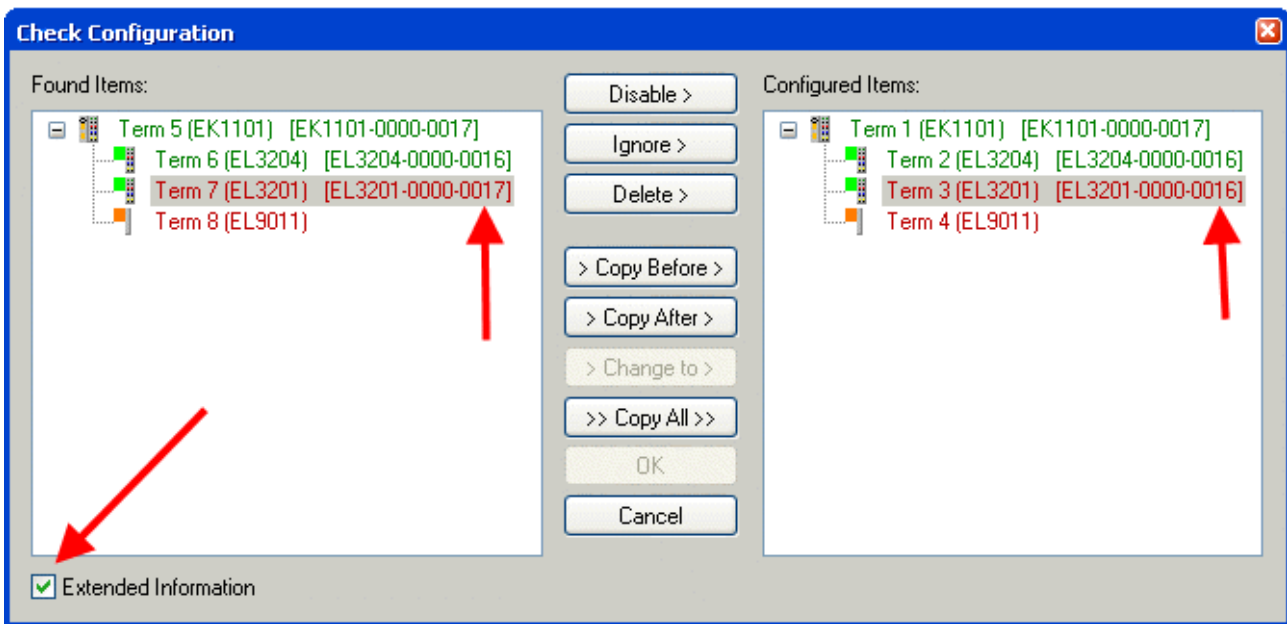 Check Configuration
Found Items:
Term 5 (EK1101) [EK1101-0000-0017]
Term 6 (EL3204) [EL3204-0000-0016]
Term 7 (EL3201) [EL3201-0000-0017]
Term 8 (EL9011)
Disable >
Ignore >
Delete >
> Copy Before >
> Copy After >
> Change to >
>> Copy All >>
OK
Cancel
Configured Items:
Term 1 (EK1101) [EK1101-0000-0017]
Term 2 (EL3204) [EL3204-0000-0016]
Term 3 (EL3201) [EL3201-0000-0016]
Term 4 (EL9011)
Extended Information